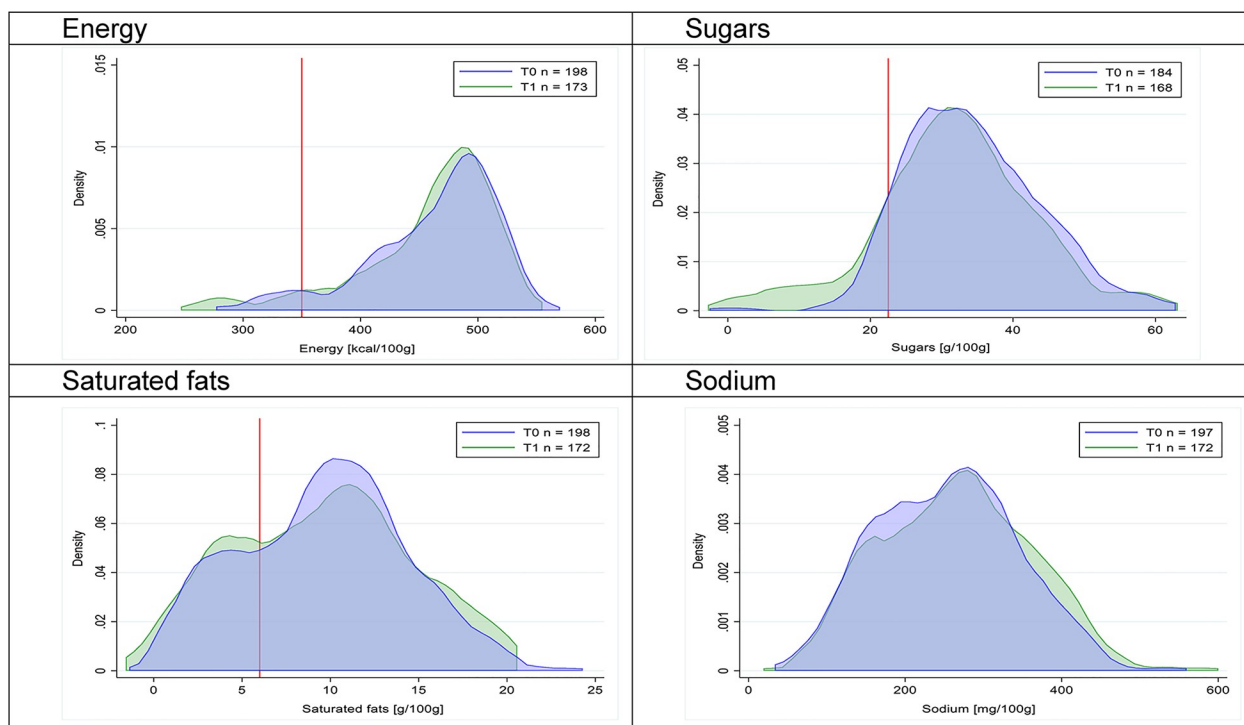 Energy
Sugars
.015
.01
.005
0
Density
T0 n = 198
T1 n = 173
200 300 400 500 600
Energy [kcal/100g]
.05
.04
.03
.02
.01
0
Density
T0 n = 184
T1 n = 168
0 20 40 60
Sugars [g/100g]
Saturated fats
Sodium
.1
.08
.06
.04
.02
0
Density
T0 n = 198
T1 n = 172
0 5 10 15 20 25
Saturated fats [g/100g]
.005
.004
.003
.002
.001
0
Density
T0 n = 197
T1 n = 172
0 200 400 600
Sodium [mg/100g]